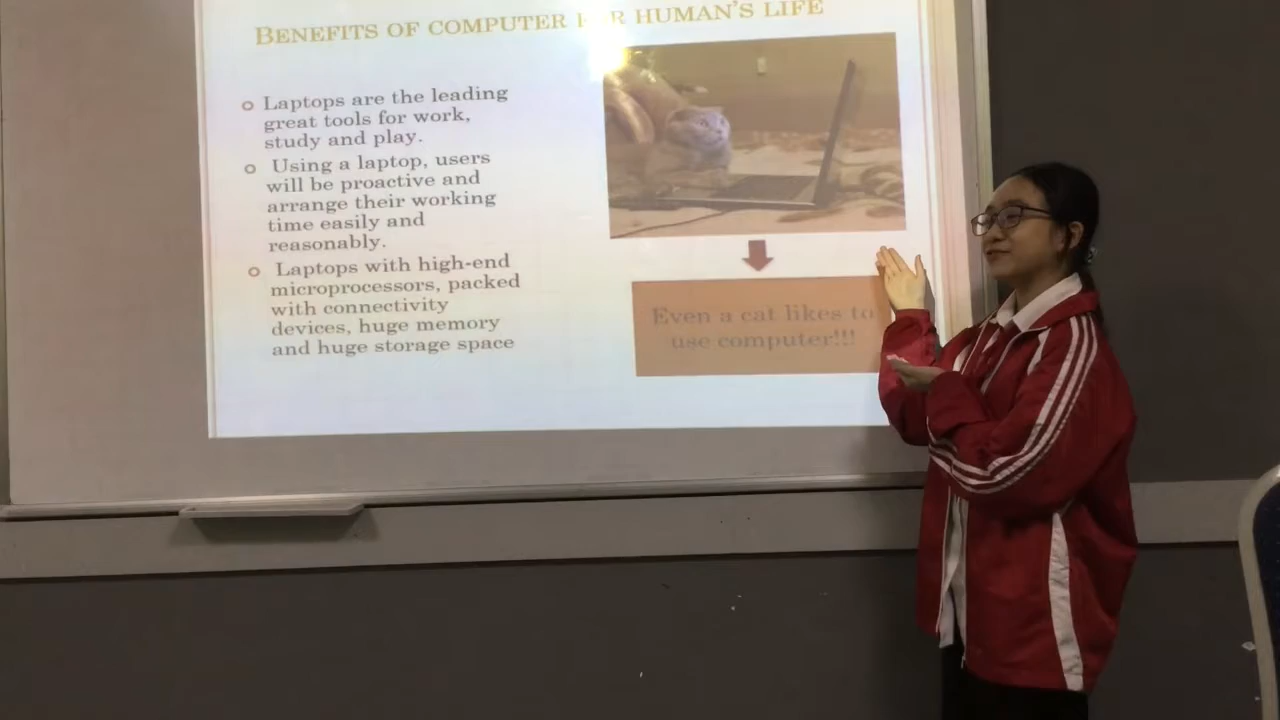 BENEFITS OF COMPUTER FOR HUMAN'S LIFE
Laptops are the leading
great tools for work,
study and play.
Using a laptop, users
will be proactive and
arrange their working
time easily and
reasonably.
Laptops with high-end
microprocessors, packed
with connectivity
devices, huge memory
and huge storage space
Even a cat likes to
use computer!!!